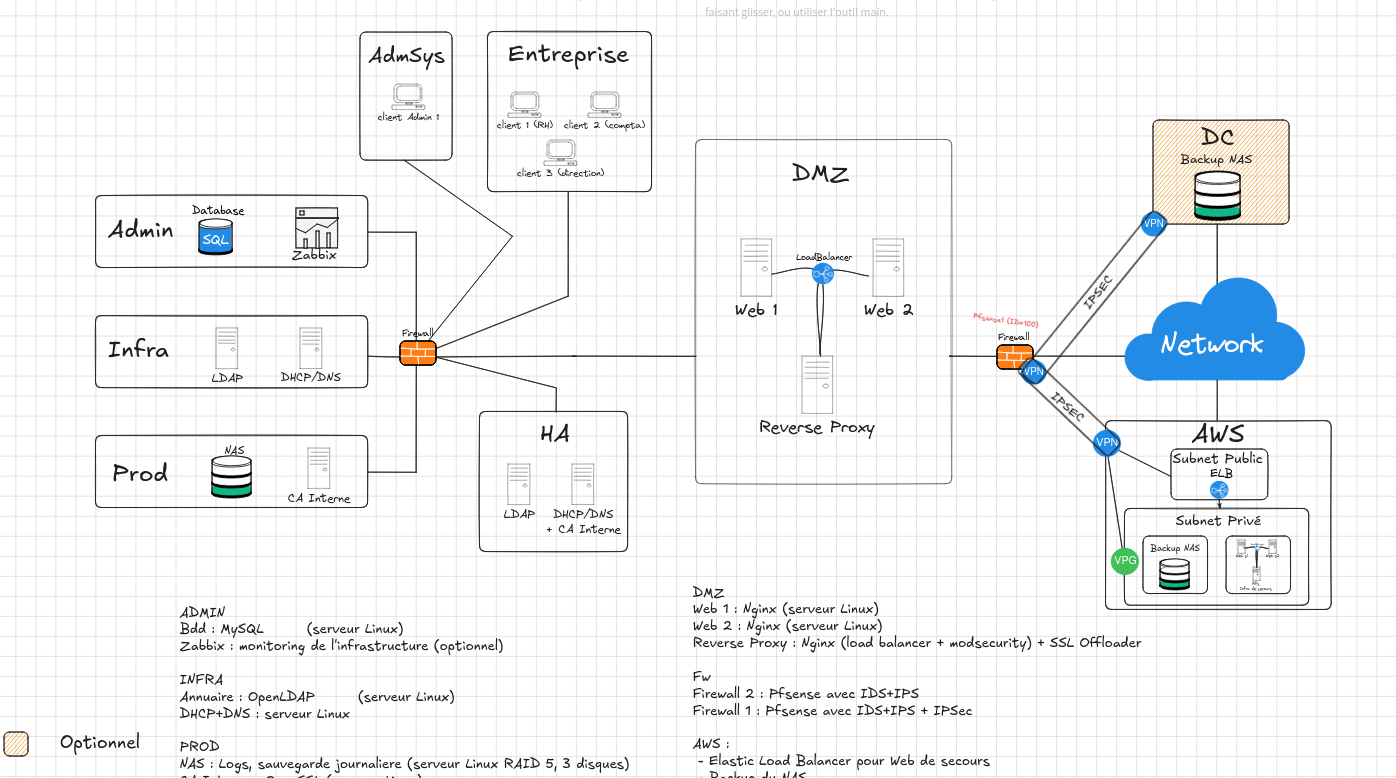 faisant glisser, ou utiliser l'outil main.
AdmSys
client Admin 1
Entreprise
client 1 (RH)
client 2 (compta)
client 3 (direction)
Admin
Database
SQL
Zabbix
Infra
LDAP
DHCP/DNS
Prod
NAS
CA Interne
Firewall
HA
LDAP
DHCP/DNS
+ CA Interne
DMZ
LoadBalancer
Web 1
Web 2
Reverse Proxy
Pfsense1 (ID=100)
Firewall
VPN
IPSEC
IPSEC
VPN
DC
Backup NAS
Network
VPN
AWS
Subnet Public
ELB
Subnet Privé
VPG
Backup NAS
ADMIN
Bdd : MySQL (serveur Linux)
Zabbix : monitoring de l'infrastructure (optionnel)
INFRA
Annuaire : OpenLDAP (serveur Linux)
DHCP+DNS : serveur Linux
PROD
NAS : Logs, sauvegarde journaliere (serveur Linux RAID 5, 3 disques)
Optionnel
DMZ
Web 1 : Nginx (serveur Linux)
Web 2 : Nginx (serveur Linux)
Reverse Proxy : Nginx (load balancer + modsecurity) + SSL Offloader
Fw
Firewall 2 : Pfsense avec IDS+IPS
Firewall 1 : Pfsense avec IDS+IPS + IPSec
AWS :
- Elastic Load Balancer pour Web de secours
- Backup du NAS